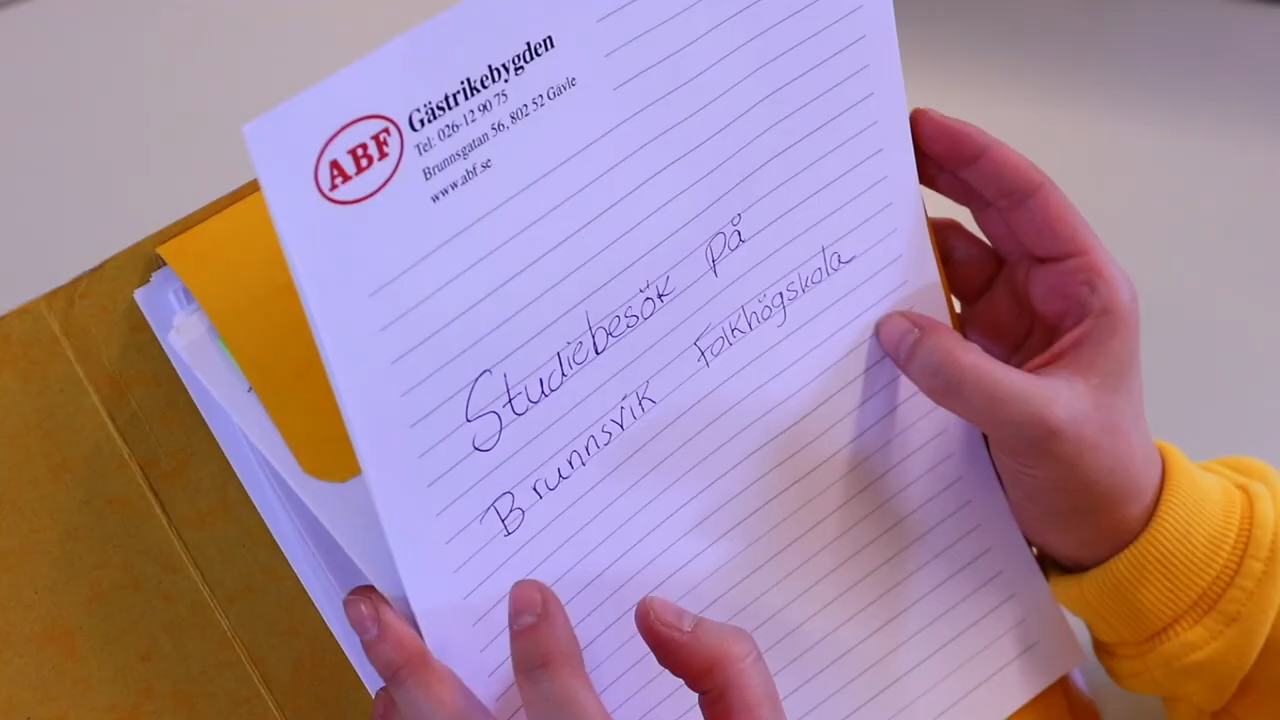 ABF
Gästrikebygden
Tel: 026-12 90 75
Brunnsgatan 56, 802 52 Gävle
www.abf.se
Studiebesök på
Brunnsvik Folkhögskola